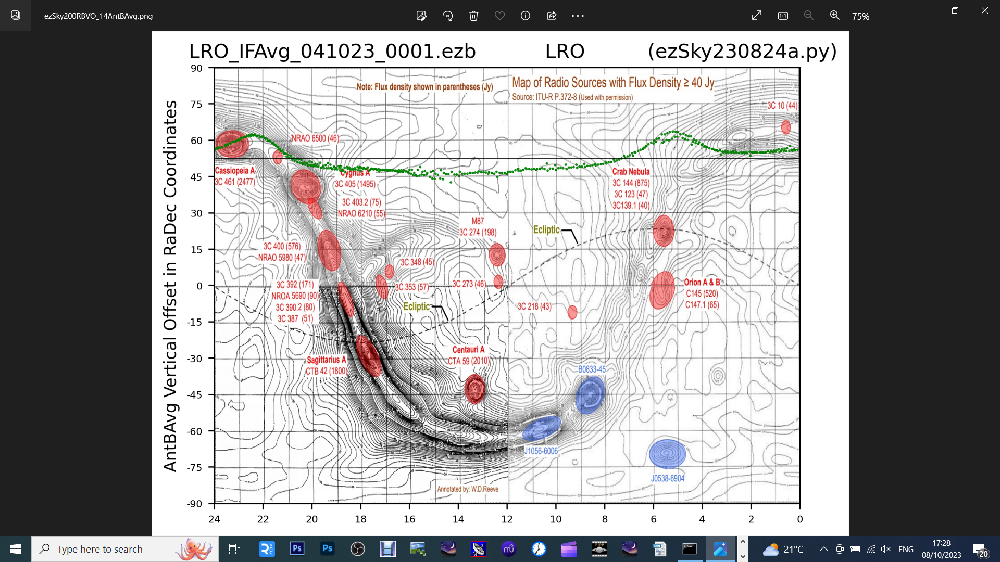 ezSky200RBVO_14AntBAvg.png
75%
LRO_IFAvg_041023_0001.ezb LRO (ezSky230824a.py)
AntBAvg Vertical Offset in RaDec Coordinates
90
75
60
45
30
15
0
-15
-30
-45
-60
-75
-90
Note: Flux density shown in parentheses (Jy)
Map of Radio Sources with Flux Density ≥ 40 Jy
Source: ITU-R P.372-8 (Used with permission)
3C 10 (44)
NRAO 6500 (46)
Cassiopeia A
3C 461 (2477)
Cygnus A
3C 405 (1495)
3C 403.2 (75)
NRAO 6210 (55)
Crab Nebula
3C 144 (875)
3C 123 (47)
3C139.1 (40)
M87
3C 274 (198)
Ecliptic
3C 400 (576)
NRAO 5980 (47)
3C 348 (45)
3C 392 (171)
NROA 5690 (90)
3C 390.2 (80)
3C 387 (51)
3C 353 (57)
3C 273 (46)
Orion A & B
C145 (520)
C147.1 (65)
Ecliptic
3C 218 (43)
Sagittarius A
CTB 42 (1800)
Centauri A
CTA 59 (2010)
B0833-45
J1056-6006
J0538-6904
Annotated by: W.D.Reeve
24 22 20 18 16 14 12 10 8 6 4 2 0
Type here to search
21°C
ENG
17:28
08/10/2023
20